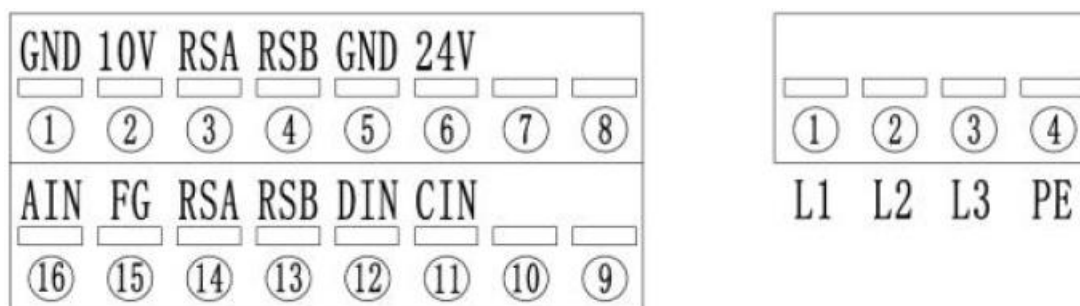 GND 10V RSA RSB GND 24V
① ② ③ ④ ⑤ ⑥ ⑦ ⑧
AIN FG RSA RSB DIN CIN
⑯ ⑮ ⑭ ⑬ ⑫ ⑪ ⑩ ⑨
① ② ③ ④
L1 L2 L3 PE